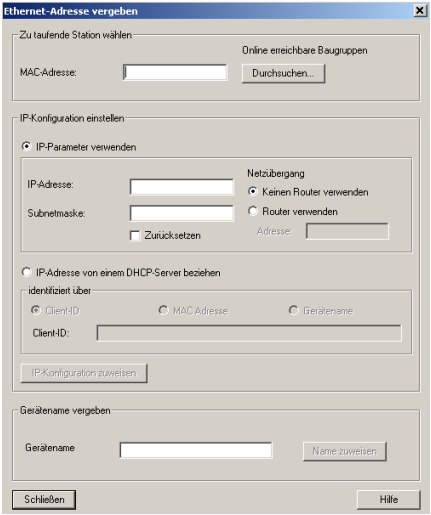 Ethernet-Adresse vergeben
Zu taufende Station wählen
Online erreichbare Baugruppen
MAC-Adresse:
Durchsuchen...
IP-Konfiguration einstellen
IP-Parameter verwenden
Netzübergang
IP-Adresse:
Keinen Router verwenden
Subnetmaske:
Router verwenden
Zurücksetzen
Adresse:
IP-Adresse von einem DHCP-Server beziehen
identifiziert über
Client-ID
MAC Adresse
Gerätename
Client-ID:
IP-Konfiguration zuweisen
Gerätename vergeben
Gerätename
Name zuweisen
Schließen
Hilfe